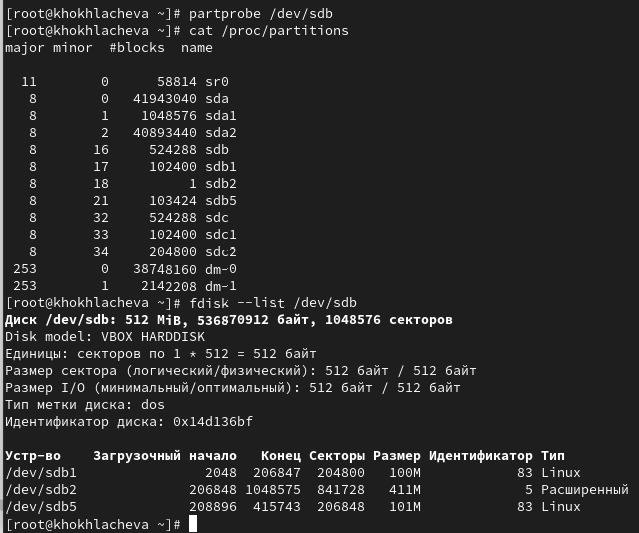 [root@khokhlacheva ~]# partprobe /dev/sdb
[root@khokhlacheva ~]# cat /proc/partitions
major minor  #blocks  name
11        0      58814 sr0
8        0   41943040 sda
8        1    1048576 sda1
8        2   40893440 sda2
8       16     524288 sdb
8       17     102400 sdb1
8       18          1 sdb2
8       21     103424 sdb5
8       32     524288 sdc
8       33     102400 sdc1
8       34     204800 sdc2
253        0   38748160 dm-0
253        1    2142208 dm-1
[root@khokhlacheva ~]# fdisk --list /dev/sdb
Диск /dev/sdb: 512 MiB, 536870912 байт, 1048576 секторов
Disk model: VBOX HARDDISK
Единицы: секторов по 1 * 512 = 512 байт
Размер сектора (логический/физический): 512 байт / 512 байт
Размер I/O (минимальный/оптимальный): 512 байт / 512 байт
Тип метки диска: dos
Идентификатор диска: 0x14d136bf
Устр-во    Загрузочный начало   Конец Секторы Размер Идентификатор Тип
/dev/sdb1                2048  206847  204800   100M            83 Linux
/dev/sdb2              206848 1048575  841728   411M             5 Расширенный
/dev/sdb5              208896  415743  206848   101M            83 Linux
[root@khokhlacheva ~]#